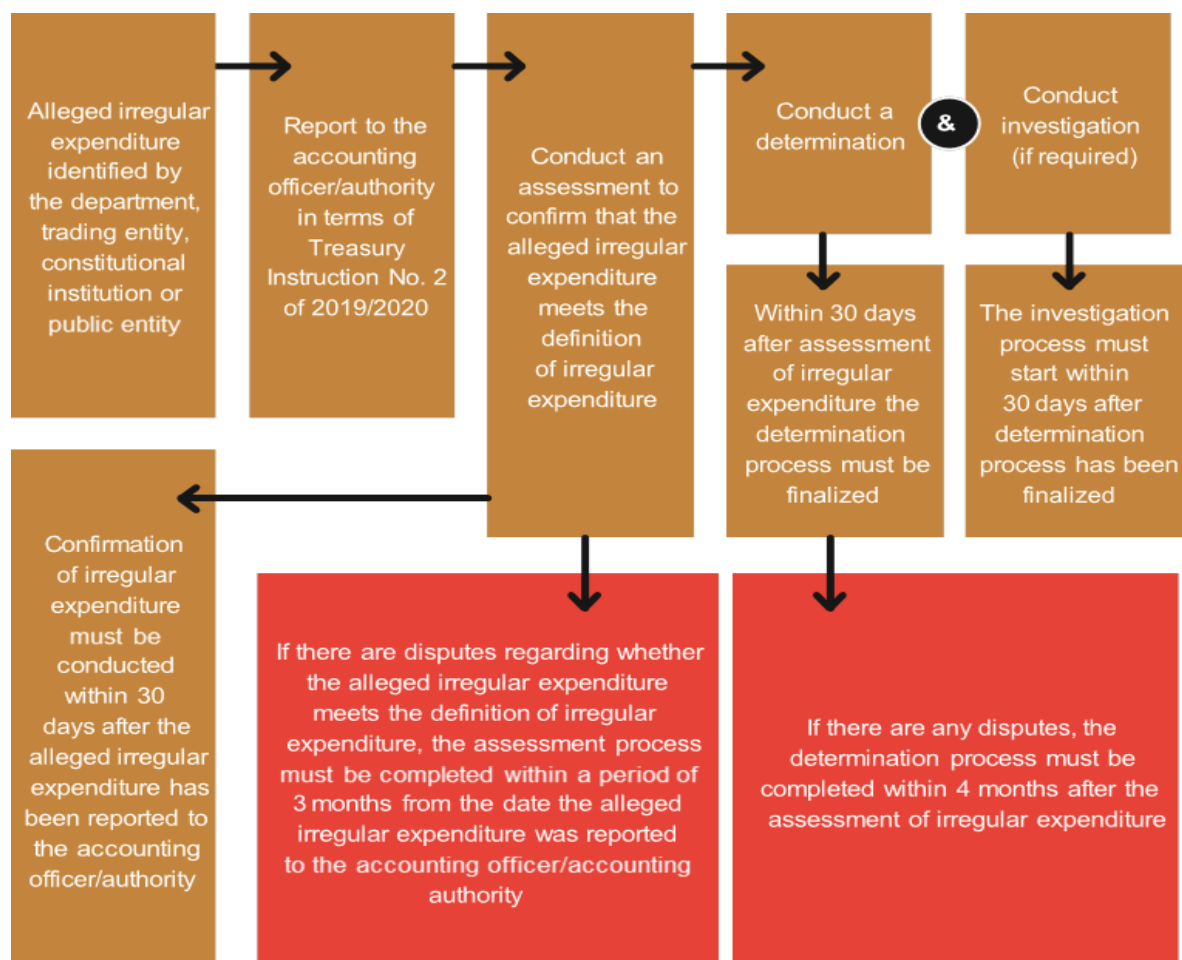 Alleged irregular
expenditure
identified by
the department,
trading entity,
constitutional
institution or
public entity
Report to the
accounting
officer/authority
in terms of
Treasury
Instruction No. 2
of 2019/2020
Conduct an
assessment to
confirm that the
alleged irregular
expenditure
meets the
definition
of irregular
expenditure
Conduct a
determination
&
Conduct
investigation
(if required)
Within 30 days
after assessment
of irregular
expenditure the
determination
process must be
finalized
The investigation
process must
start within
30 days after
determination
process has been
finalized
Confirmation
of irregular
expenditure
must be
conducted
within 30
days after the
alleged irregular
expenditure has
been reported to
the accounting
officer/authority
If there are disputes regarding whether
the alleged irregular expenditure
meets the definition of irregular
expenditure, the assessment process
must be completed within a period of
3 months from the date the alleged
irregular expenditure was reported
to the accounting officer/accounting
authority
If there are any disputes, the
determination process must be
completed within 4 months after the
assessment of irregular expenditure